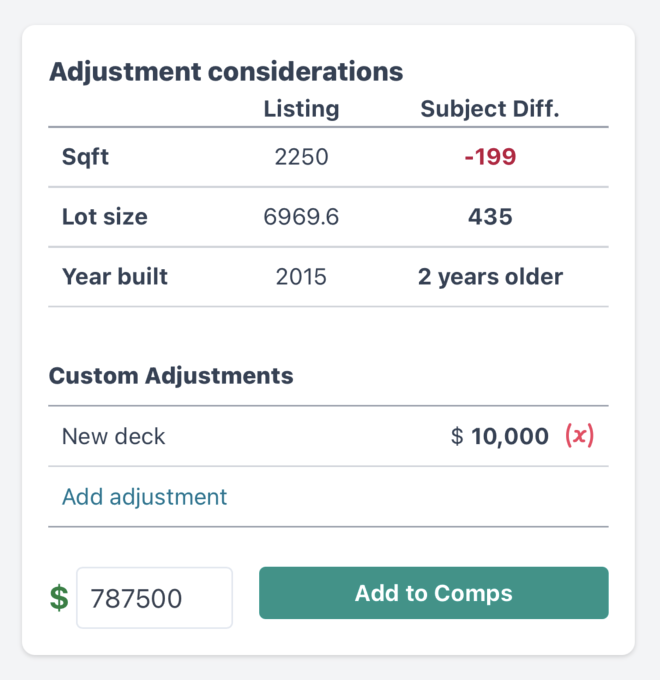 Adjustment considerations
Listing Subject Diff.
Sqft 2250 -199
Lot size 6969.6 435
Year built 2015 2 years older
Custom Adjustments
New deck $ 10,000 (x)
Add adjustment
$ 787500 Add to Comps